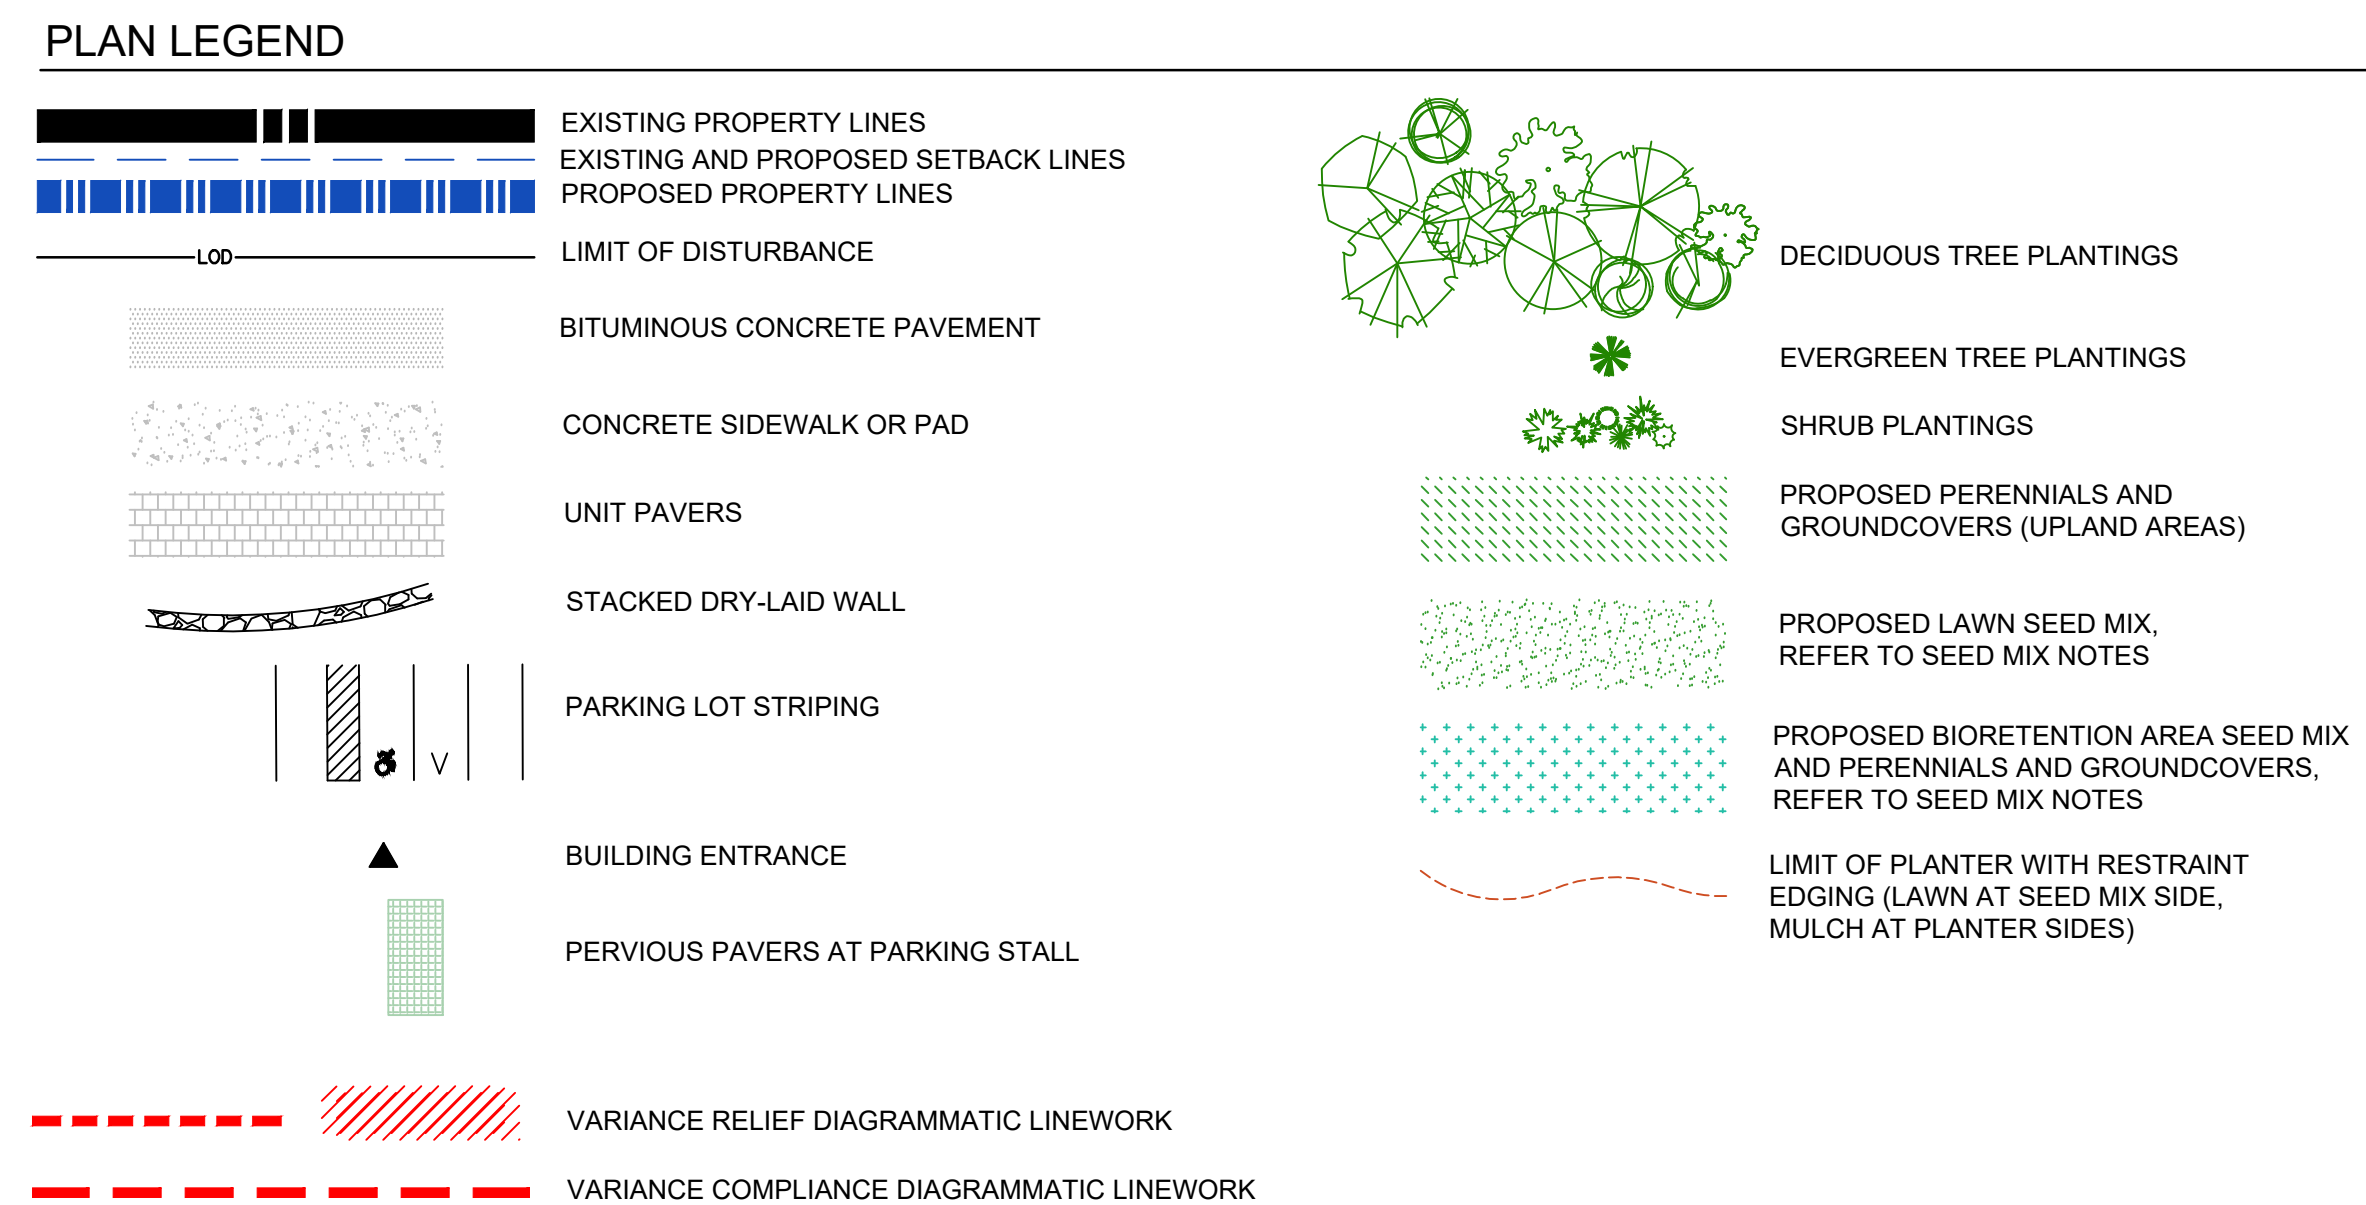 PLAN LEGEND
EXISTING PROPERTY LINES
EXISTING AND PROPOSED SETBACK LINES
PROPOSED PROPERTY LINES
LOD
LIMIT OF DISTURBANCE
BITUMINOUS CONCRETE PAVEMENT
CONCRETE SIDEWALK OR PAD
UNIT PAVERS
STACKED DRY-LAID WALL
PARKING LOT STRIPING
V
BUILDING ENTRANCE
PERVIOUS PAVERS AT PARKING STALL
VARIANCE RELIEF DIAGRAMMATIC LINEWORK
VARIANCE COMPLIANCE DIAGRAMMATIC LINEWORK
DECIDUOUS TREE PLANTINGS
EVERGREEN TREE PLANTINGS
SHRUB PLANTINGS
PROPOSED PERENNIALS AND
GROUNDCOVERS (UPLAND AREAS)
PROPOSED LAWN SEED MIX,
REFER TO SEED MIX NOTES
PROPOSED BIORETENTION AREA SEED MIX
AND PERENNIALS AND GROUNDCOVERS,
REFER TO SEED MIX NOTES
LIMIT OF PLANTER WITH RESTRAINT
EDGING (LAWN AT SEED MIX SIDE,
MULCH AT PLANTER SIDES)